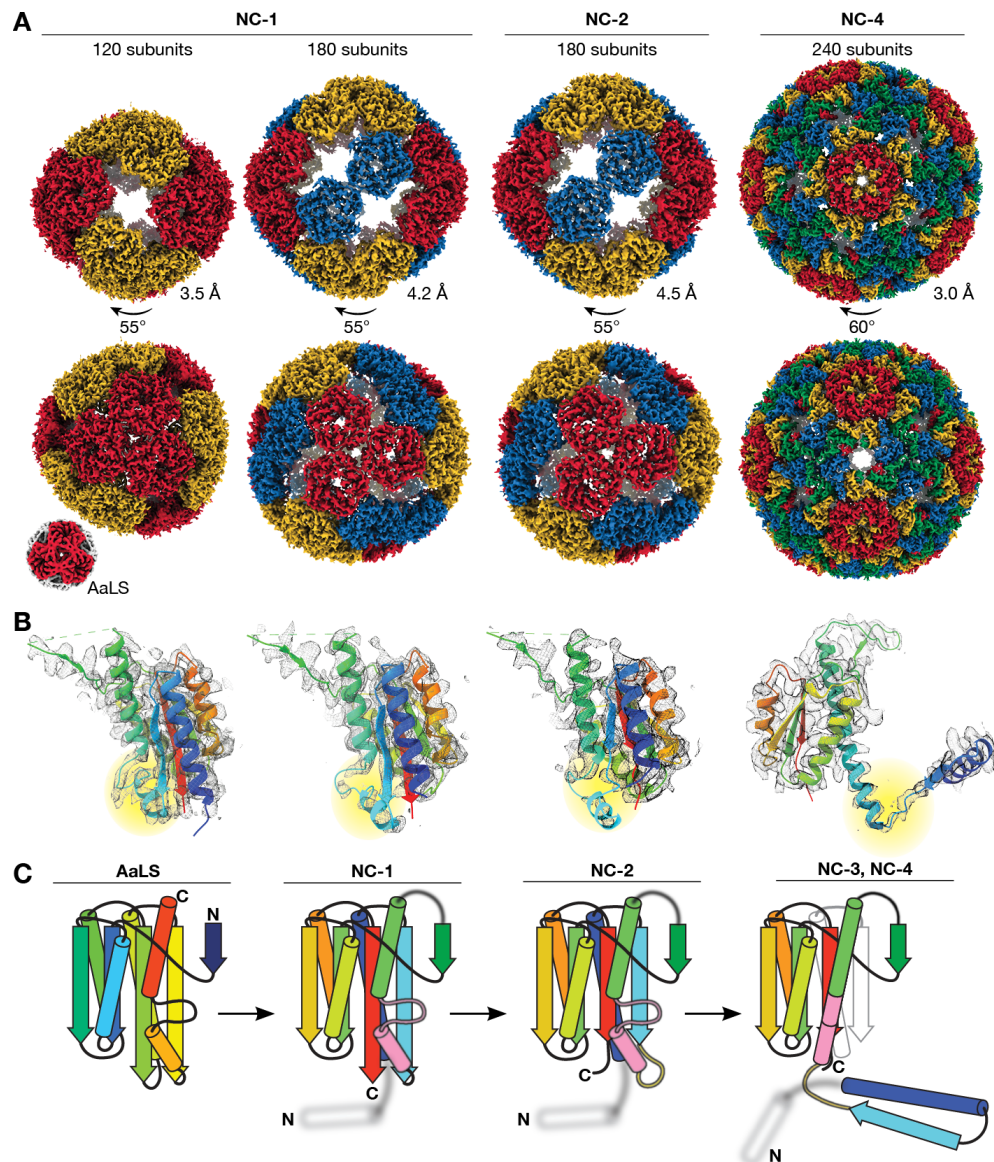 A
NC-1 NC-2 NC-4
120 subunits 180 subunits 180 subunits 240 subunits
3.5 Å 4.2 Å 4.5 Å 3.0 Å
55° 55° 55° 60°
AaLS
B
C
AaLS NC-1 NC-2 NC-3, NC-4
C N
C C C
N N N